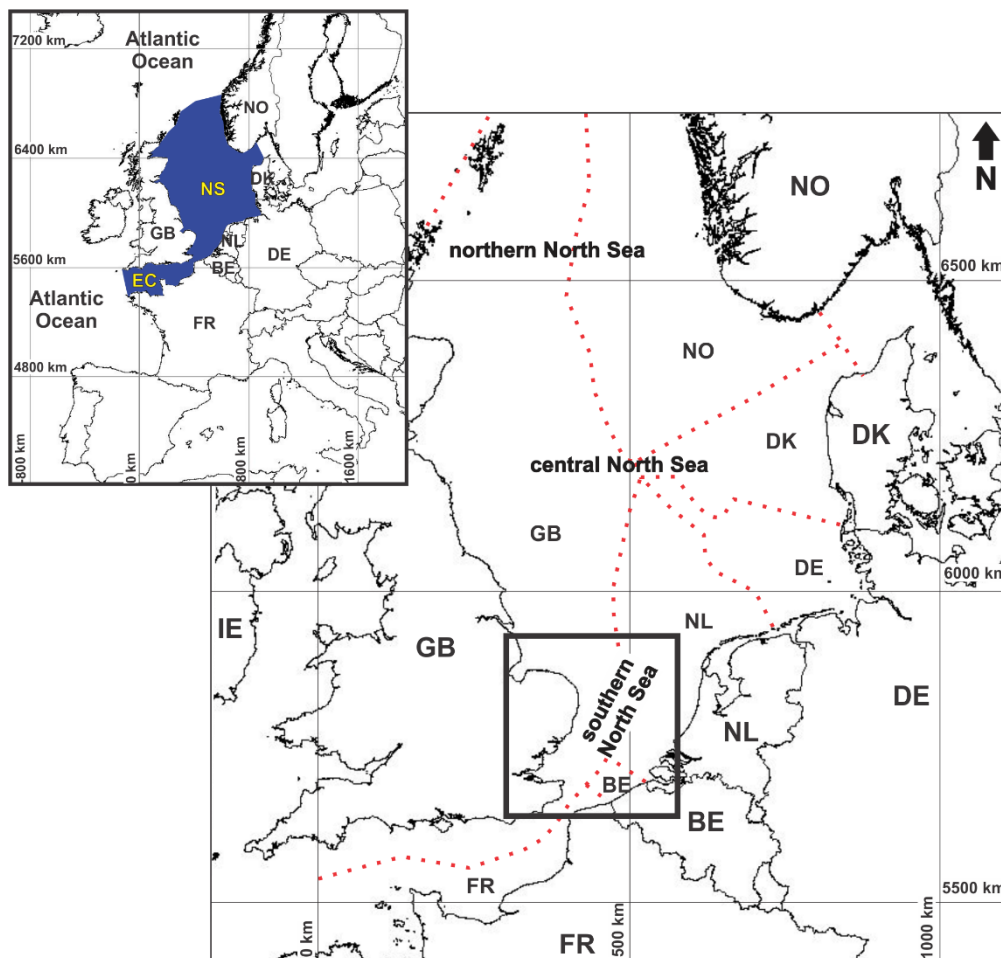 7200 km
Atlantic
Ocean
NO
6400 km
NS
DK
GB
NL
DE
5600 km
BE
EC
Atlantic
Ocean
FR
4800 km
-800 km
0 km
800 km
1600 km
N
NO
northern North Sea
6500 km
NO
DK
DK
central North Sea
GB
DE
6000 km
IE
NL
GB
southern
North Sea
DE
NL
BE
BE
FR
5500 km
0 km
500 km
1000 km
FR